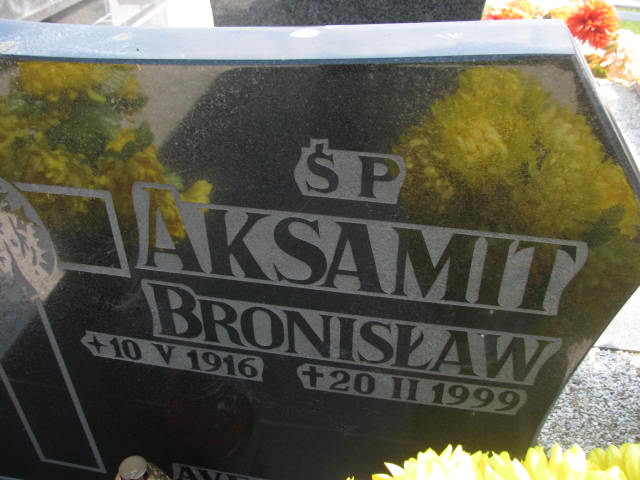 ŚP
AKSAMIT
BRONISŁAW
+10 V 1916 +20 II 1999